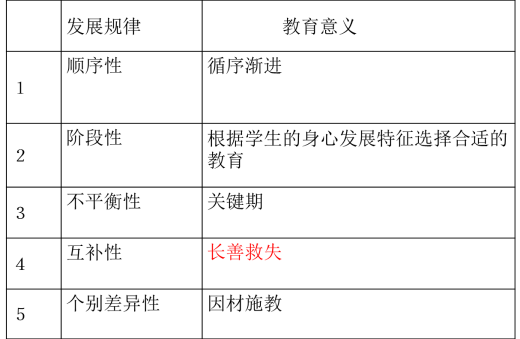 发展规律 教育意义
1 顺序性 循序渐进
2 阶段性 根据学生的身心发展特征选择合适的
教育
3 不平衡性 关键期
4 互补性 长善救失
5 个别差异性 因材施教